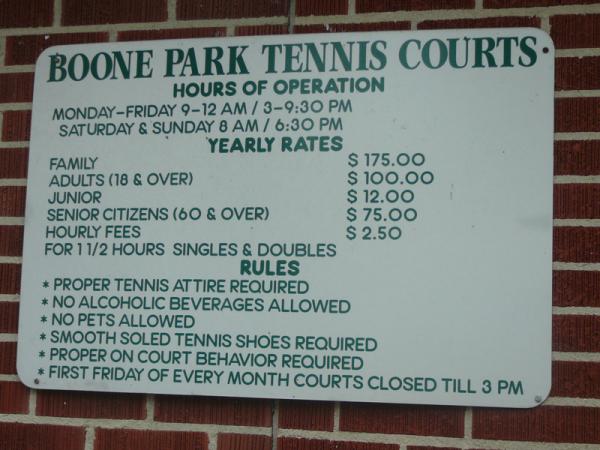 BOONE PARK TENNIS COURTS
HOURS OF OPERATION
MONDAY-FRIDAY 9-12 AM / 3-9:30 PM
SATURDAY & SUNDAY 8 AM / 6:30 PM
YEARLY RATES
FAMILY $ 175.00
ADULTS (18 & OVER) $ 100.00
JUNIOR $ 12.00
SENIOR CITIZENS (60 & OVER) $ 75.00
HOURLY FEES $ 2.50
FOR 1 1/2 HOURS SINGLES & DOUBLES
RULES
* PROPER TENNIS ATTIRE REQUIRED
* NO ALCOHOLIC BEVERAGES ALLOWED
* NO PETS ALLOWED
* SMOOTH SOLED TENNIS SHOES REQUIRED
* PROPER ON COURT BEHAVIOR REQUIRED
* FIRST FRIDAY OF EVERY MONTH COURTS CLOSED TILL 3 PM